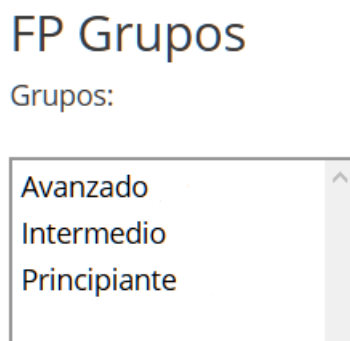 FP Grupos
Grupos:
Avanzado
Intermedio
Principiante